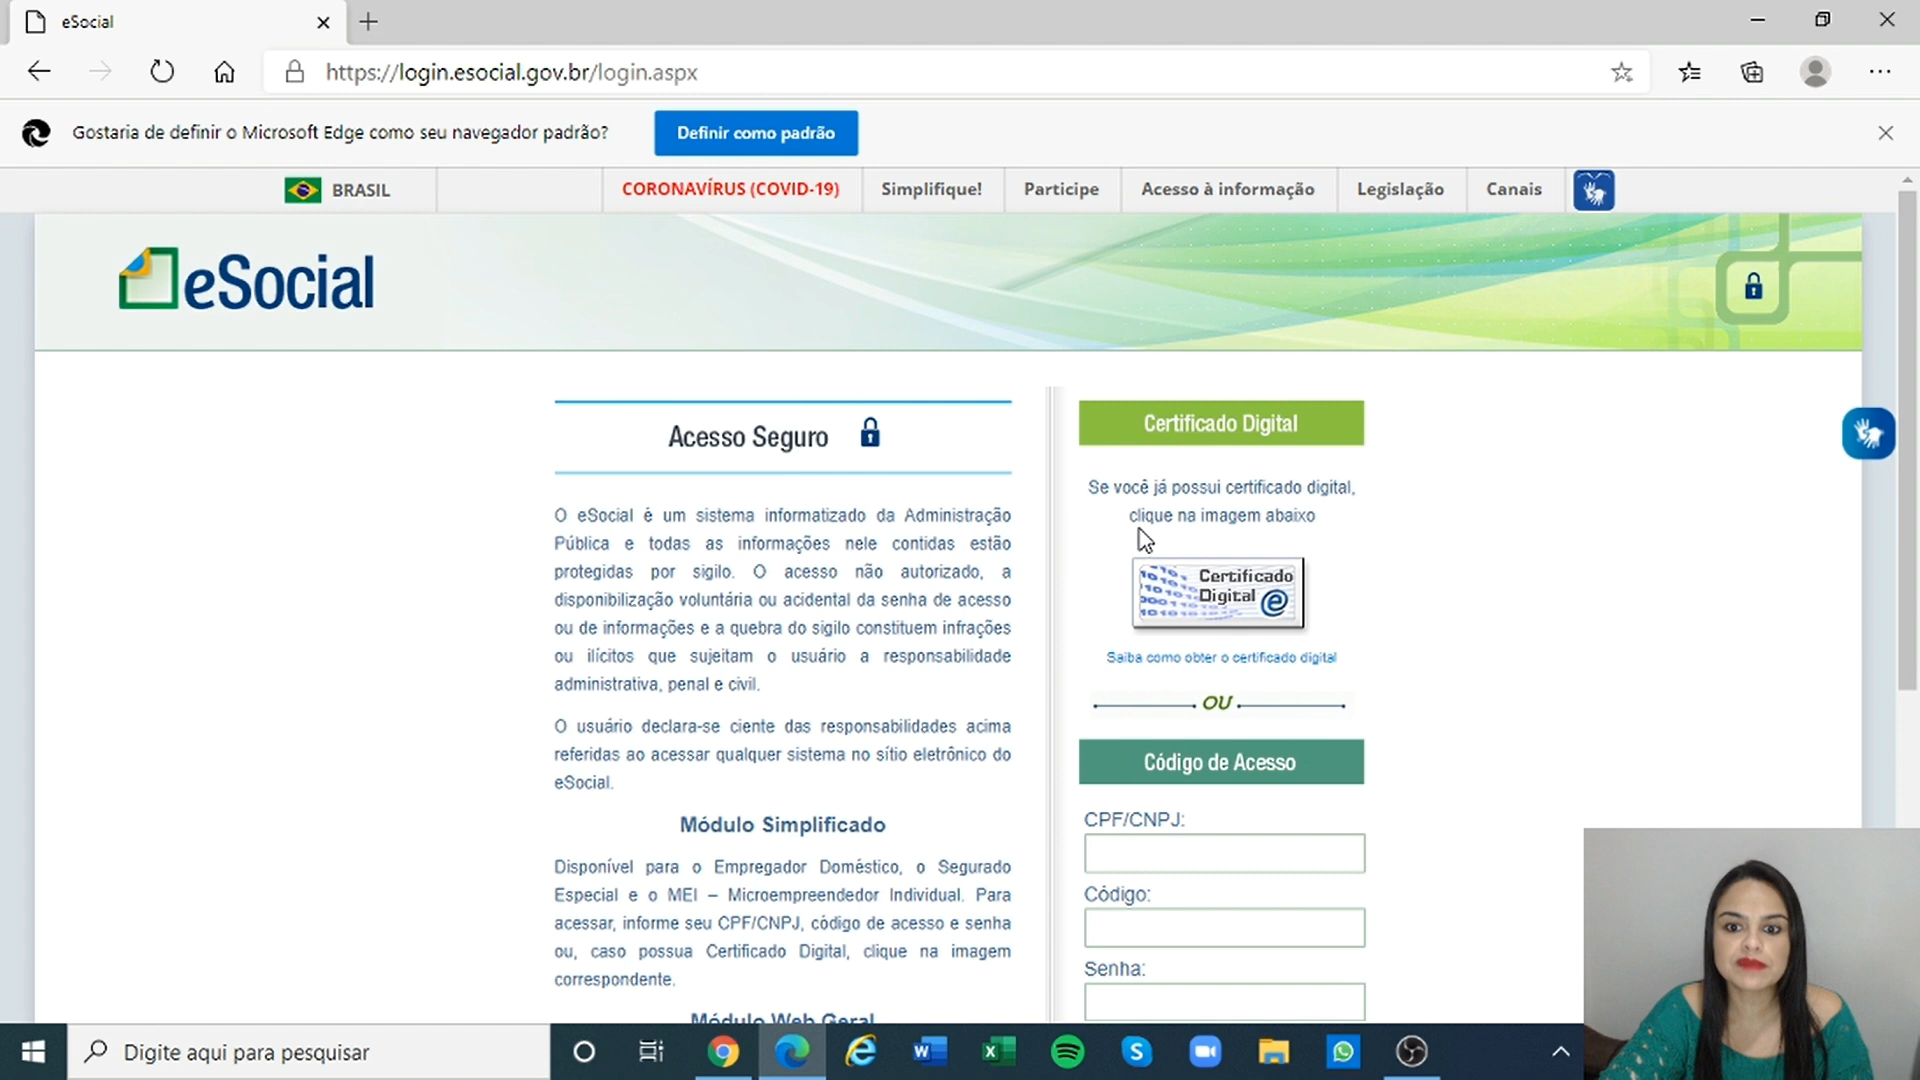 eSocial
https://login.esocial.gov.br/login.aspx
Gostaria de definir o Microsoft Edge como seu navegador padrão?
Definir como padrão
BRASIL
CORONAVÍRUS (COVID-19)
Simplifique!
Participe
Acesso à informação
Legislação
Canais
eSocial
Acesso Seguro
O eSocial é um sistema informatizado da Administração
Pública e todas as informações nele contidas estão
protegidas por sigilo. O acesso não autorizado, a
disponibilização voluntária ou acidental da senha de acesso
ou de informações e a quebra do sigilo constituem infrações
ou ilícitos que sujeitam o usuário a responsabilidade
administrativa, penal e civil.
O usuário declara-se ciente das responsabilidades acima
referidas ao acessar qualquer sistema no sítio eletrônico do
eSocial.
Módulo Simplificado
Disponível para o Empregador Doméstico, o Segurado
Especial e o MEI – Microempreendedor Individual. Para
acessar, informe seu CPF/CNPJ, código de acesso e senha
ou, caso possua Certificado Digital, clique na imagem
correspondente.
Módulo Web Geral
Certificado Digital
Se você já possui certificado digital,
clique na imagem abaixo
Certificado
Digital
Saiba como obter o certificado digital
OU
Código de Acesso
CPF/CNPJ:
Código:
Senha:
Digite aqui para pesquisar